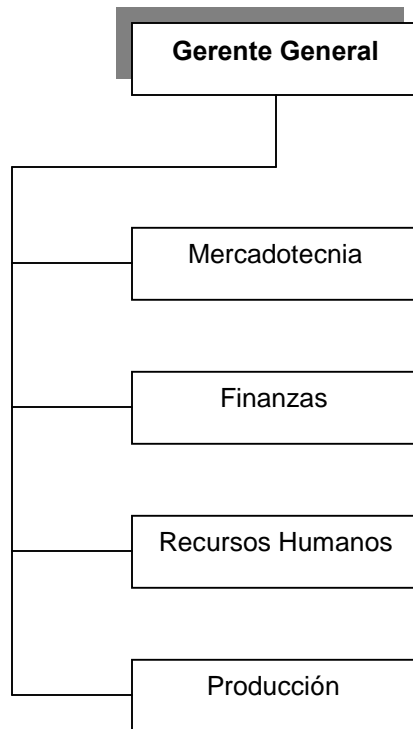 Gerente General
Mercadotecnia
Finanzas
Recursos Humanos
Producción